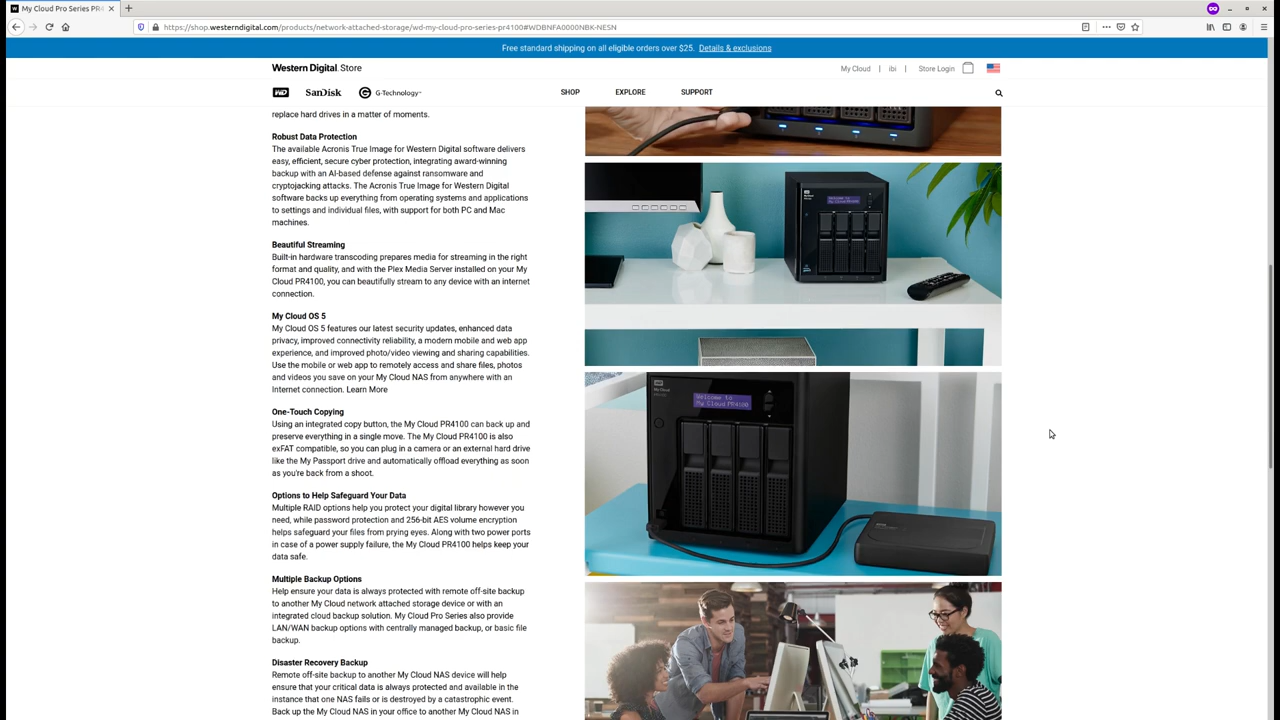 My Cloud Pro Series PR4
https://shop.westerndigital.com/products/network-attached-storage/wd-my-cloud-pro-series-pr4100#WDBNFA0000NBK-NESN
Free standard shipping on all eligible orders over $25. Details & exclusions
Western Digital. Store
My Cloud | ibi | Store Login
WD SanDisk G-Technology
SHOP EXPLORE SUPPORT
replace hard drives in a matter of moments.
Robust Data Protection
The available Acronis True Image for Western Digital software delivers
easy, efficient, secure cyber protection, integrating award-winning
backup with an AI-based defense against ransomware and
cryptojacking attacks. The Acronis True Image for Western Digital
software backs up everything from operating systems and applications
to settings and individual files, with support for both PC and Mac
machines.
Beautiful Streaming
Built-in hardware transcoding prepares media for streaming in the right
format and quality, and with the Plex Media Server installed on your My
Cloud PR4100, you can beautifully stream to any device with an internet
connection.
My Cloud OS 5
My Cloud OS 5 features our latest security updates, enhanced data
privacy, improved connectivity reliability, a modern mobile and web app
experience, and improved photo/video viewing and sharing capabilities.
Use the mobile or web app to remotely access and share files, photos
and videos you save on your My Cloud NAS from anywhere with an
Internet connection. Learn More
One-Touch Copying
Using an integrated copy button, the My Cloud PR4100 can back up and
preserve everything in a single move. The My Cloud PR4100 is also
exFAT compatible, so you can plug in a camera or an external hard drive
like the My Passport drive and automatically offload everything as soon
as you're back from a shoot.
Options to Help Safeguard Your Data
Multiple RAID options help you protect your digital library however you
need, while password protection and 256-bit AES volume encryption
helps safeguard your files from prying eyes. Along with two power ports
in case of a power supply failure, the My Cloud PR4100 helps keep your
data safe.
Multiple Backup Options
Help ensure your data is always protected with remote off-site backup
to another My Cloud network attached storage device or with an
integrated cloud backup solution. My Cloud Pro Series also provide
LAN/WAN backup options with centrally managed backup, or basic file
backup.
Disaster Recovery Backup
Remote off-site backup to another My Cloud NAS device will help
ensure that your critical data is always protected and available in the
instance that one NAS fails or is destroyed by a catastrophic event.
Back up the My Cloud NAS in your office to another My Cloud NAS in
Welcome to
My Cloud PR4100
WD
Welcome to
My Cloud PR4100